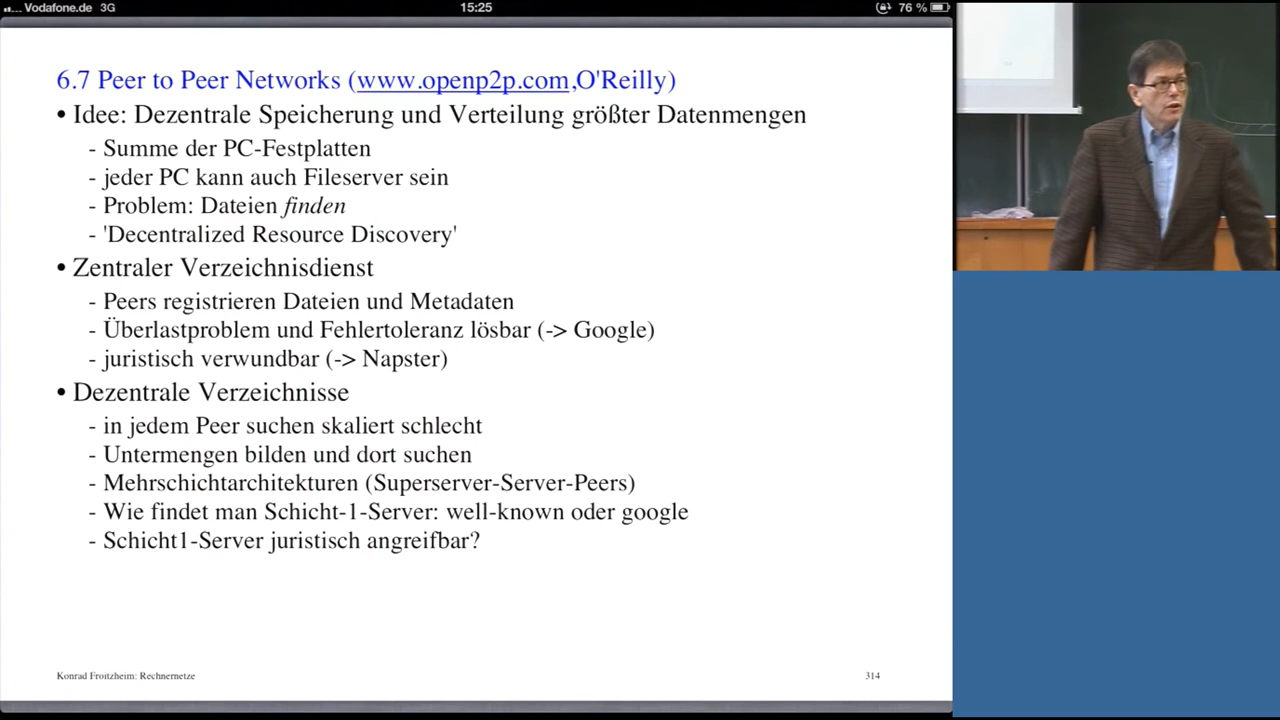 Vodafone.de 3G 15:25 76 %
6.7 Peer to Peer Networks (www.openp2p.com,O'Reilly)
• Idee: Dezentrale Speicherung und Verteilung größter Datenmengen
- Summe der PC-Festplatten
- jeder PC kann auch Fileserver sein
- Problem: Dateien finden
- 'Decentralized Resource Discovery'
• Zentraler Verzeichnisdienst
- Peers registrieren Dateien und Metadaten
- Überlastproblem und Fehlertoleranz lösbar (-> Google)
- juristisch verwundbar (-> Napster)
• Dezentrale Verzeichnisse
- in jedem Peer suchen skaliert schlecht
- Untermengen bilden und dort suchen
- Mehrschichtarchitekturen (Superserver-Server-Peers)
- Wie findet man Schicht-1-Server: well-known oder google
- Schicht1-Server juristisch angreifbar?
Konrad Froitzheim: Rechnernetze 314